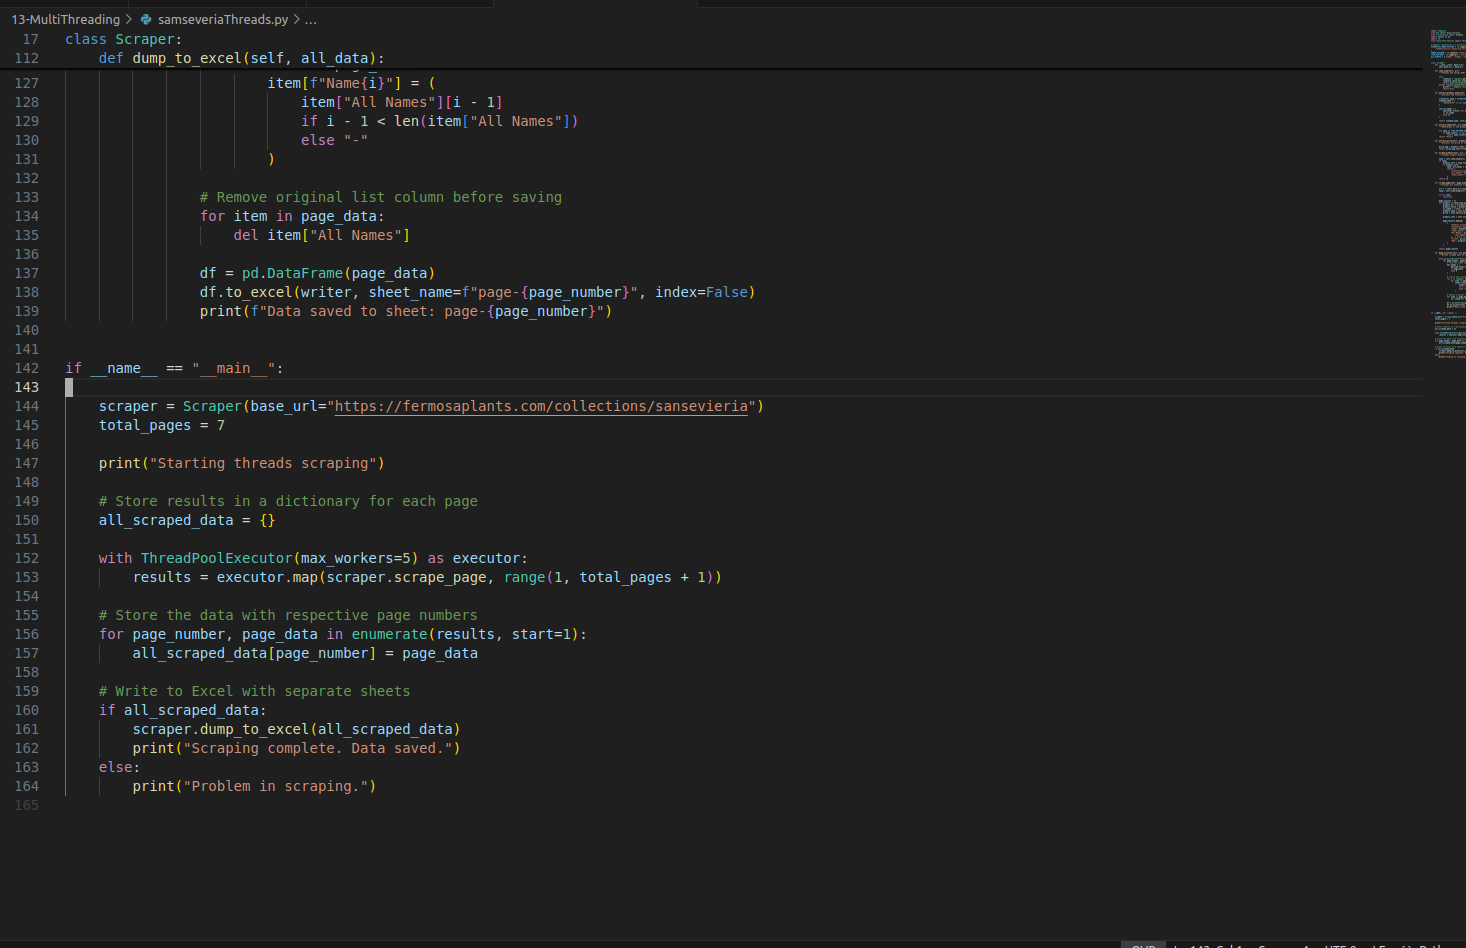 13-MultiThreading > samseveriaThreads.py > ...
17 class Scraper:
112 def dump_to_excel(self, all_data):
127 item[f"Name{i}"] = (
128 item["All Names"][i - 1]
129 if i - 1 < len(item["All Names"])
130 else "-"
131 )
132
133 # Remove original list column before saving
134 for item in page_data:
135 del item["All Names"]
136
137 df = pd.DataFrame(page_data)
138 df.to_excel(writer, sheet_name=f"page-{page_number}", index=False)
139 print(f"Data saved to sheet: page-{page_number}")
140
141
142 if __name__ == "__main__":
143
144 scraper = Scraper(base_url="https://fermosaplants.com/collections/sansevieria")
145 total_pages = 7
146
147 print("Starting threads scraping")
148
149 # Store results in a dictionary for each page
150 all_scraped_data = {}
151
152 with ThreadPoolExecutor(max_workers=5) as executor:
153 results = executor.map(scraper.scrape_page, range(1, total_pages + 1))
154
155 # Store the data with respective page numbers
156 for page_number, page_data in enumerate(results, start=1):
157 all_scraped_data[page_number] = page_data
158
159 # Write to Excel with separate sheets
160 if all_scraped_data:
161 scraper.dump_to_excel(all_scraped_data)
162 print("Scraping complete. Data saved.")
163 else:
164 print("Problem in scraping.")
165